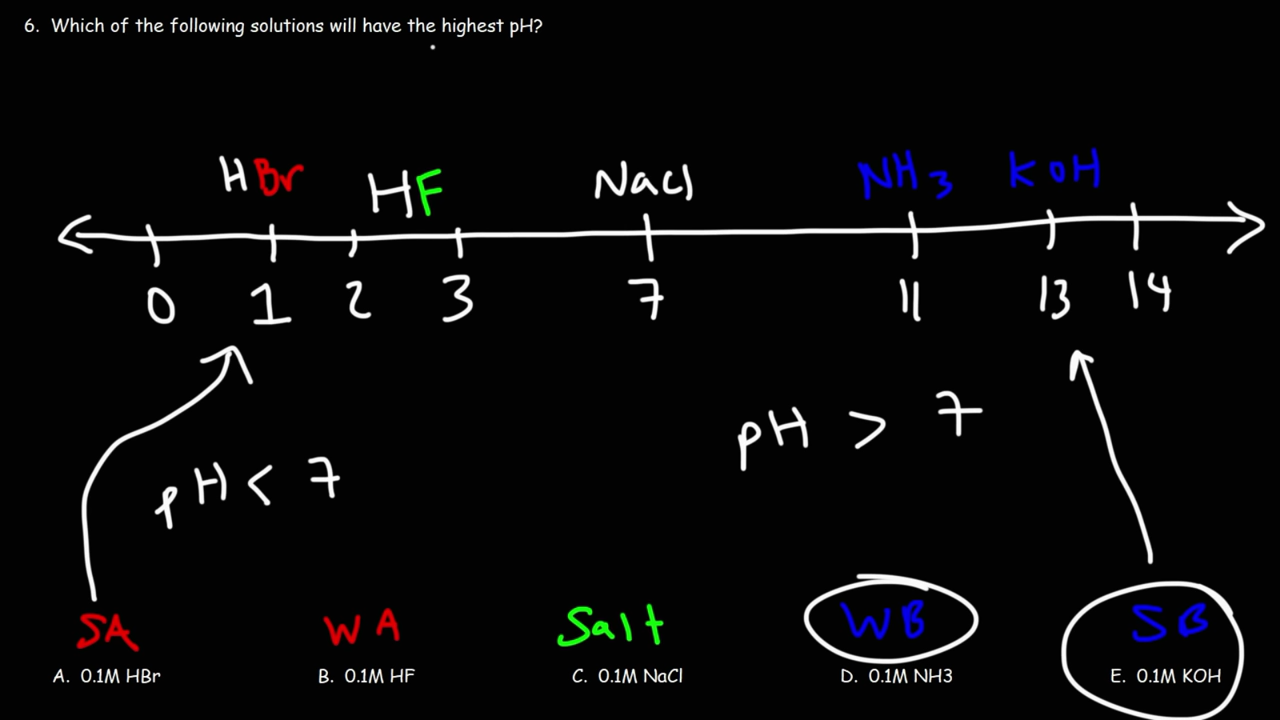 6. Which of the following solutions will have the highest pH?
HBr HF NaCl NH3 KOH
0 1 2 3 7 11 13 14
pH < 7 pH > 7
SA WA Salt WB SB
A. 0.1M HBr B. 0.1M HF C. 0.1M NaCl D. 0.1M NH3 E. 0.1M KOH